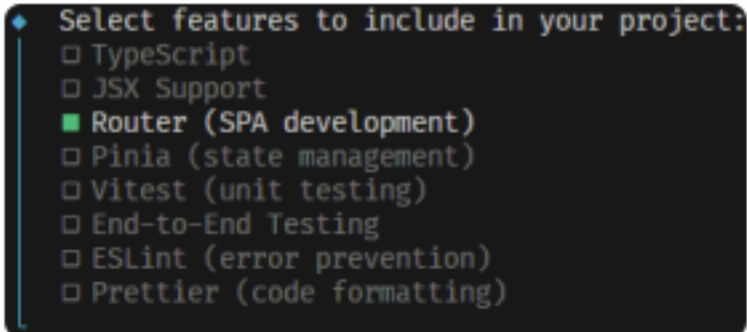 Select features to include in your project:
TypeScript
JSX Support
Router (SPA development)
Pinia (state management)
Vitest (unit testing)
End-to-End Testing
ESLint (error prevention)
Prettier (code formatting)